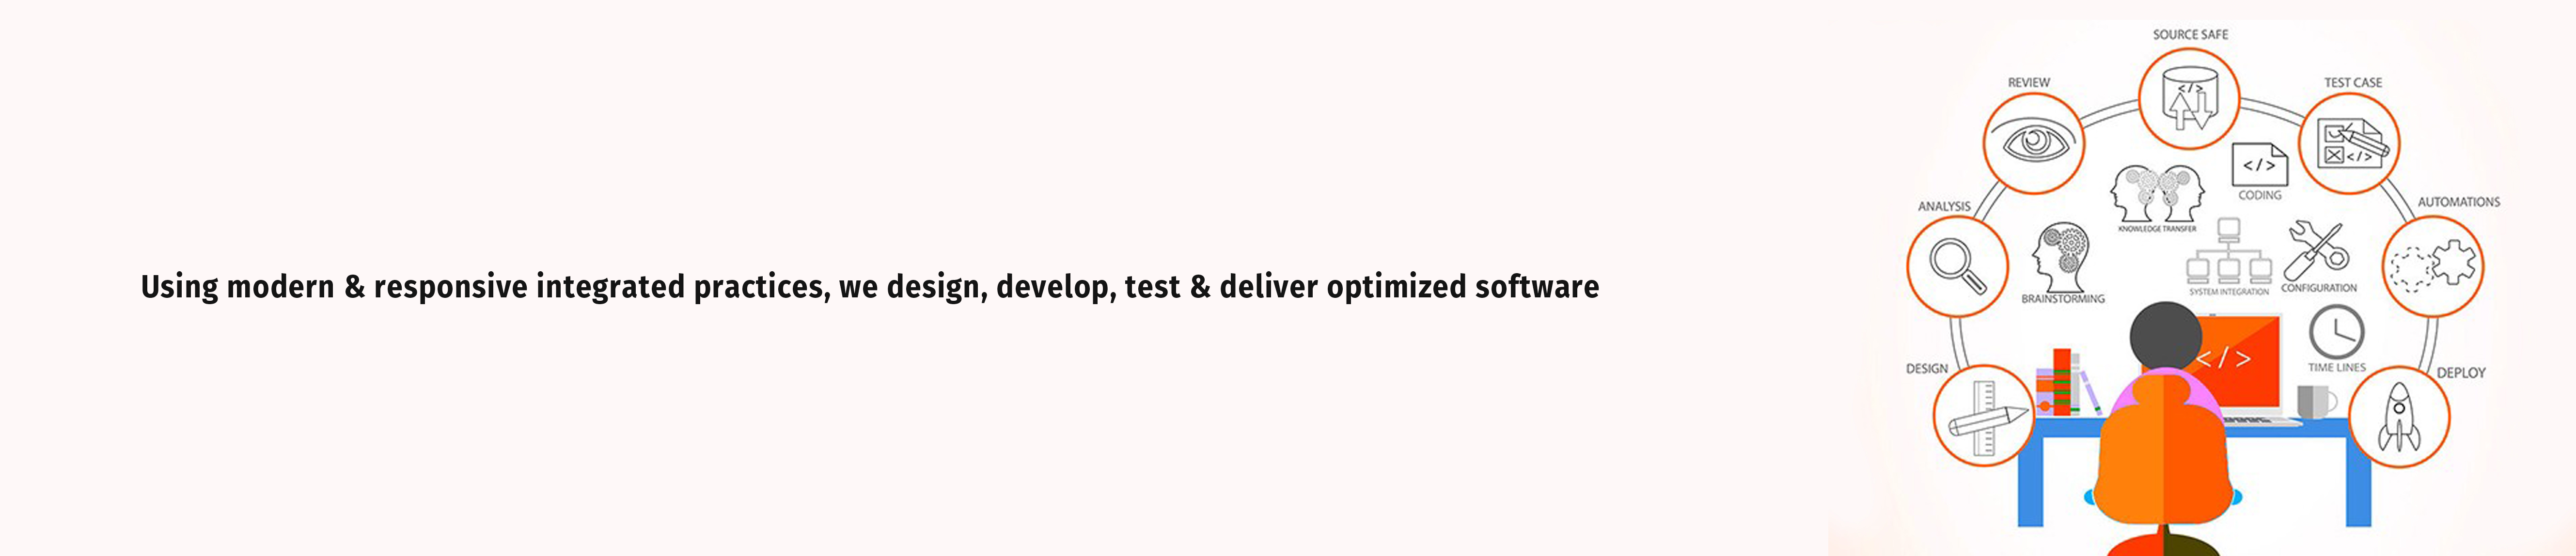 Using modern & responsive integrated practices, we design, develop, test & deliver optimized software
SOURCE SAFE
REVIEW
TEST CASE
</>
</>
</>
CODING
ANALYSIS
AUTOMATIONS
KNOWLEDGE TRANSFER
BRAINSTORMING
SYSTEM INTEGRATION
CONFIGURATION
</>
TIME LINES
DESIGN
DEPLOY